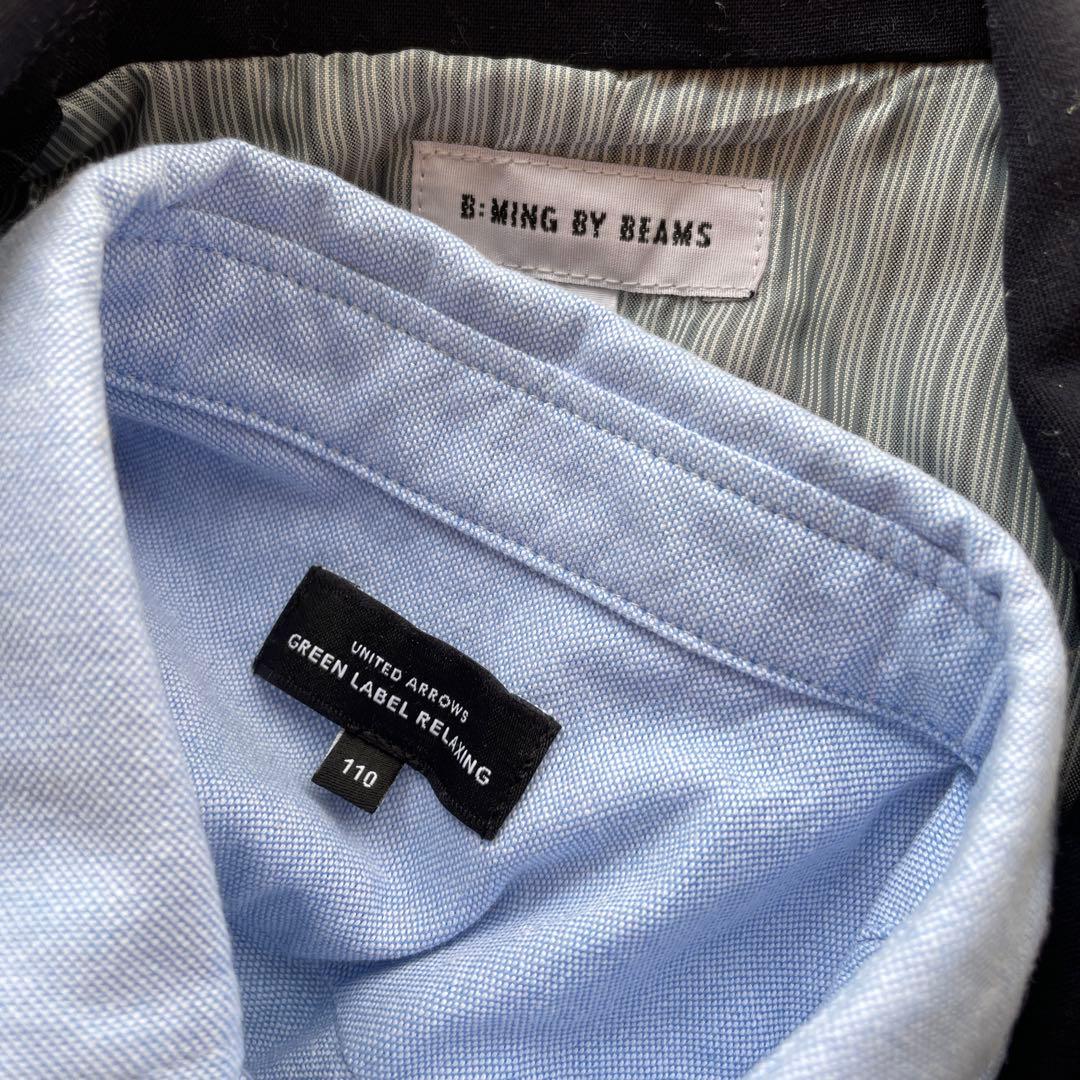 B:MING BY BEAMS
UNITED ARROWS
GREEN LABEL RELAXING
110